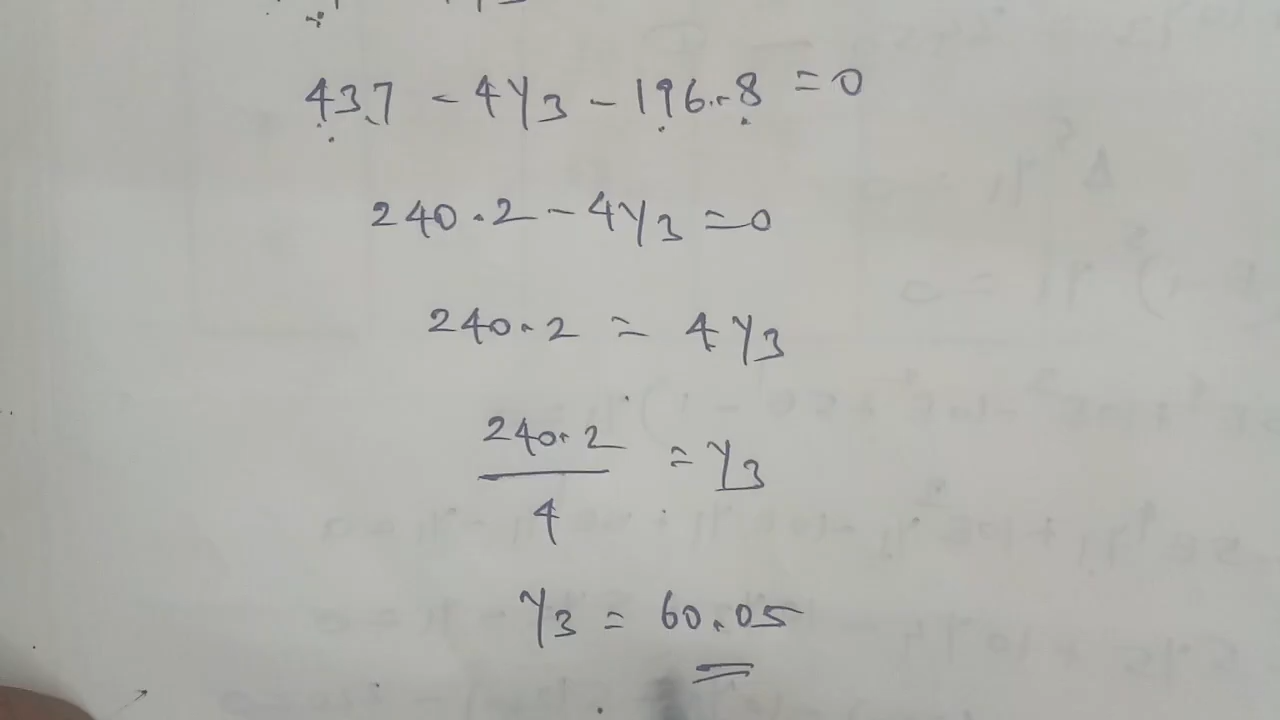 437 - 4y3 - 196.8 = 0
240.2 - 4y3 = 0
240.2 = 4y3
240.2
4
= y3
y3 = 60.05